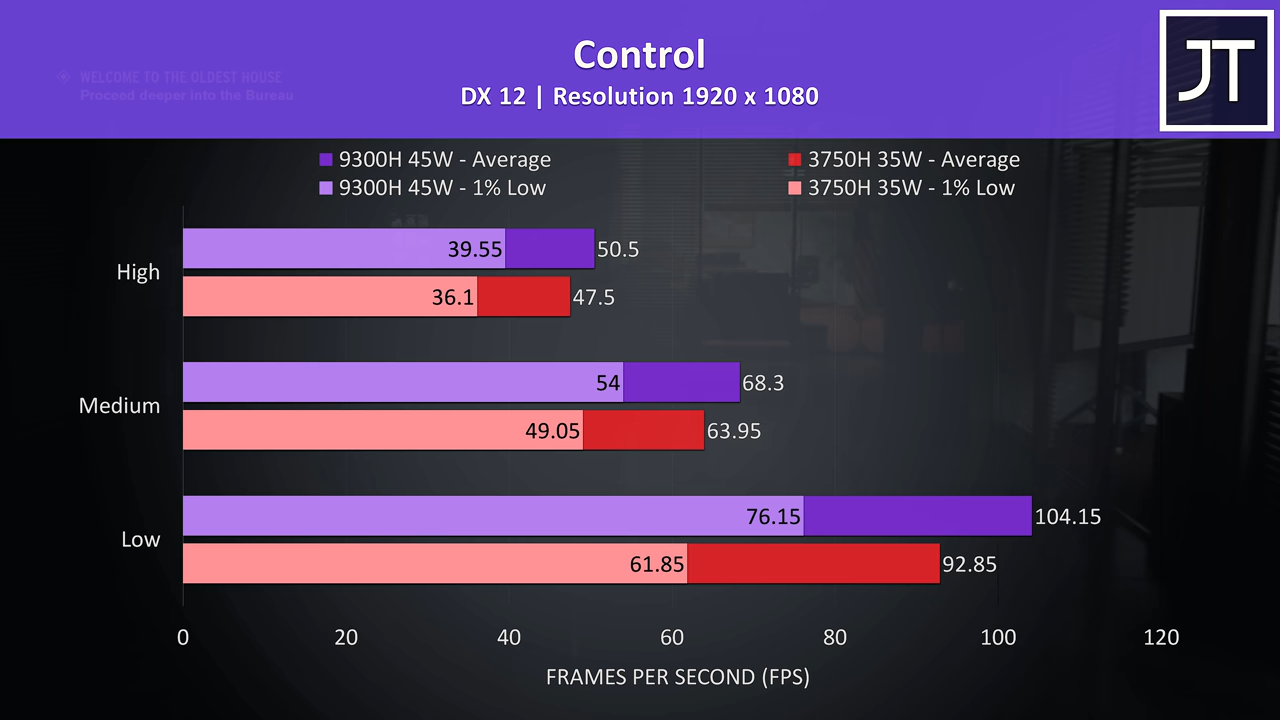 Control
DX 12 | Resolution 1920 x 1080
JT
WELCOME TO THE OLDEST HOUSE
Proceed deeper into the Bureau
9300H 45W - Average
3750H 35W - Average
9300H 45W - 1% Low
3750H 35W - 1% Low
High
39.55 50.5
36.1 47.5
Medium
54 68.3
49.05 63.95
Low
76.15 104.15
61.85 92.85
0 20 40 60 80 100 120
FRAMES PER SECOND (FPS)